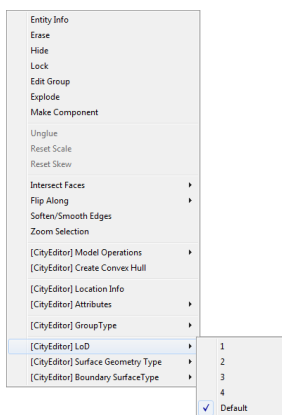 Entity Info
Erase
Hide
Lock
Edit Group
Explode
Make Component
Unglue
Reset Scale
Reset Skew
Intersect Faces
Flip Along
Soften/Smooth Edges
Zoom Selection
[CityEditor] Model Operations
[CityEditor] Create Convex Hull
[CityEditor] Location Info
[CityEditor] Attributes
[CityEditor] GroupType
[CityEditor] LoD
1
[CityEditor] Surface Geometry Type
2
[CityEditor] Boundary SurfaceType
3
4
Default